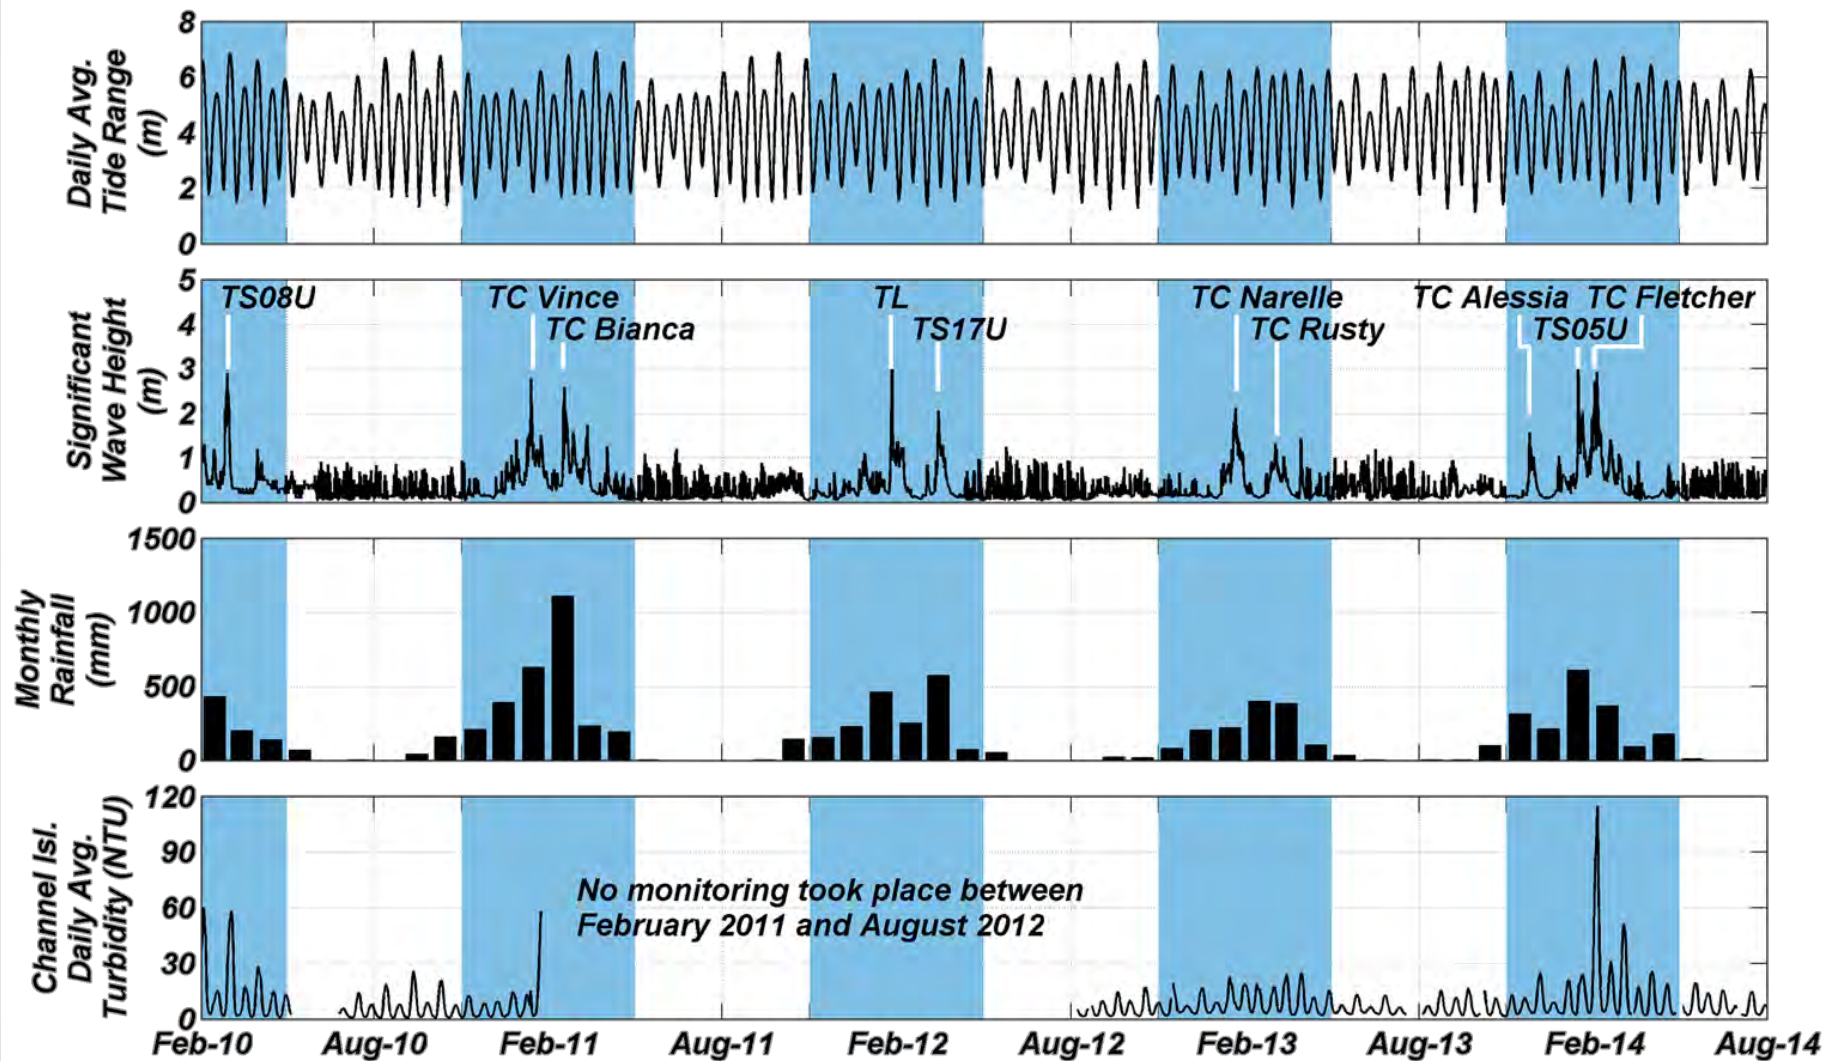 Daily Avg.
Tide Range
(m)
8
6
4
2
0
Significant
Wave Height
(m)
5
4
3
2
1
0
TS08U
TC Vince
TC Bianca
TL
TS17U
TC Narelle
TC Rusty
TC Alessia
TC Fletcher
TS05U
Monthly
Rainfall
(mm)
1500
1000
500
0
Channel Isl.
Daily Avg.
Turbidity (NTU)
120
90
60
30
0
No monitoring took place between
February 2011 and August 2012
Feb-10 Aug-10 Feb-11 Aug-11 Feb-12 Aug-12 Feb-13 Aug-13 Feb-14 Aug-14